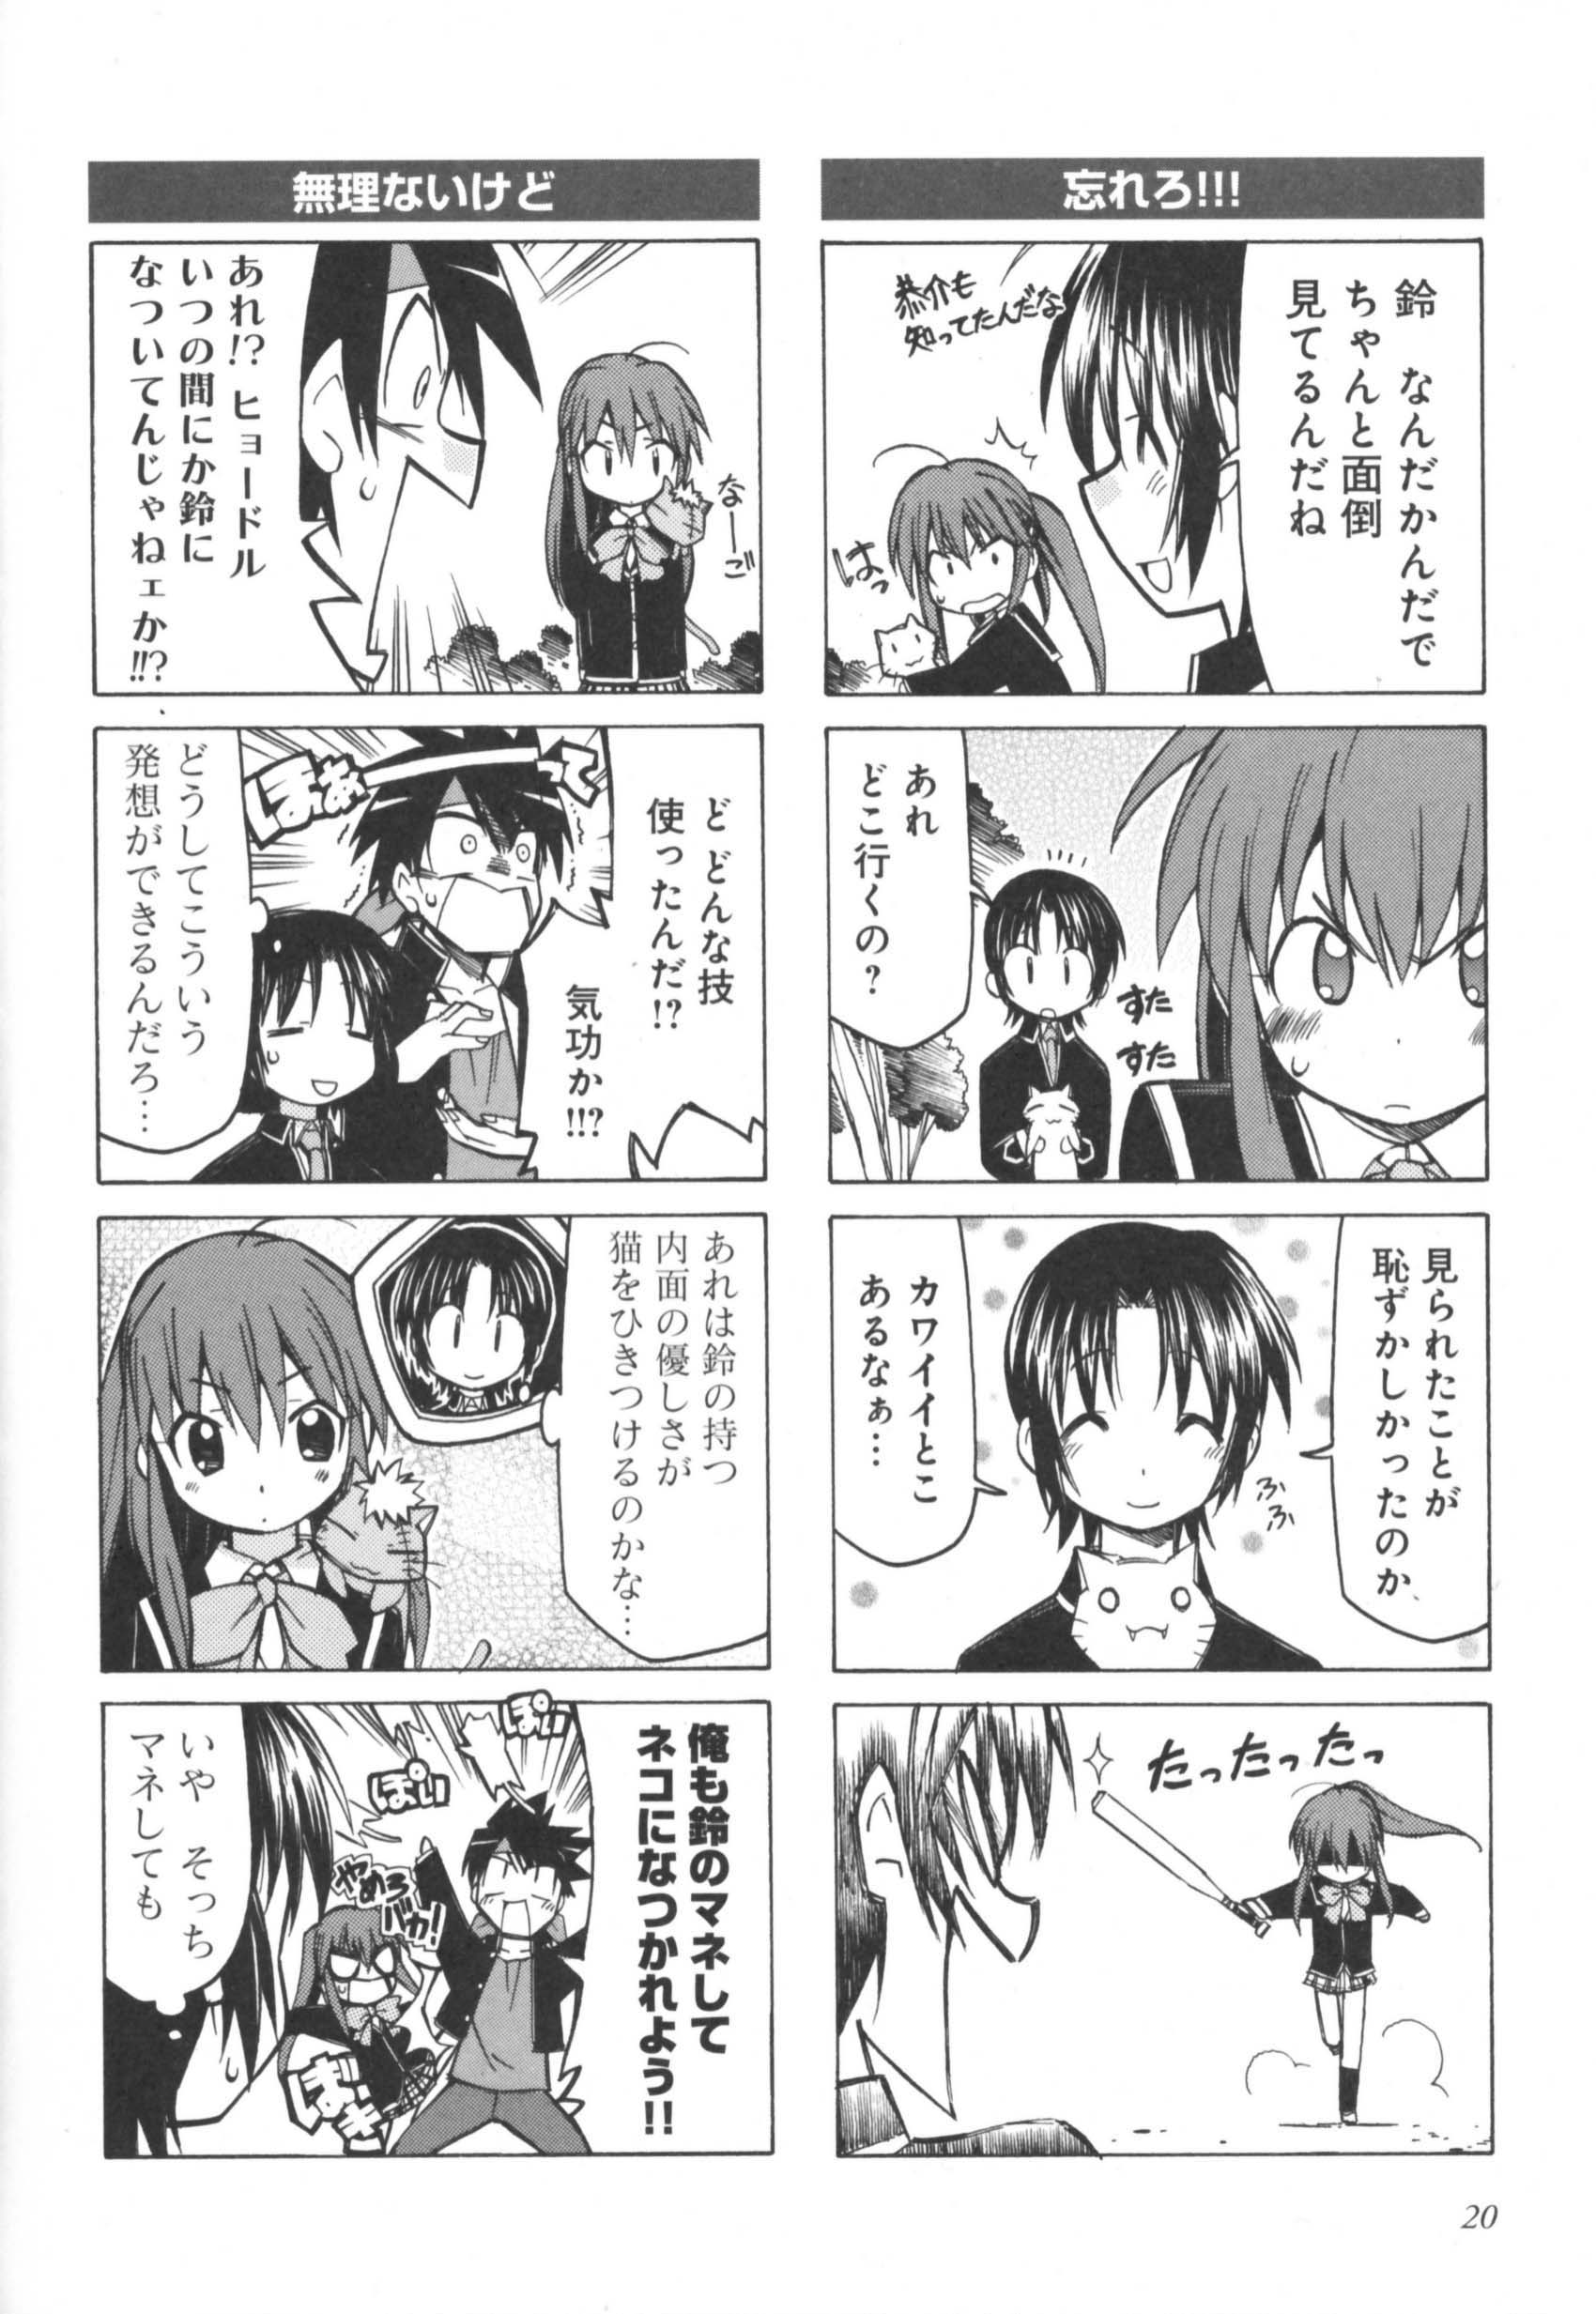 忘れろ!!!
鈴　なんだかんだで
ちゃんと面倒
見てるんだね
恭介も
知ってたんだな
はっ
あれ
どこ行くの?
すた
すた
見られたことが
恥ずかしかったのか
カワイイとこ
あるなぁ…
ふふ
たったったっ
無理ないけど
あれ!?　ヒョードル
いつの間にか鈴に
なついてんじゃねェか!!?
なーご
ど どんな技
使ったんだ!?
気功か!!?
ほあーって
どうしてこういう
発想ができるんだろ…
あれは鈴の持つ
内面の優しさが
猫をひきつけるのかな…
俺も鈴のマネして
ネコになつかれよう!!
ぽい
ぽい
やめろ
バカ!
いや　そっち
マネしても
20